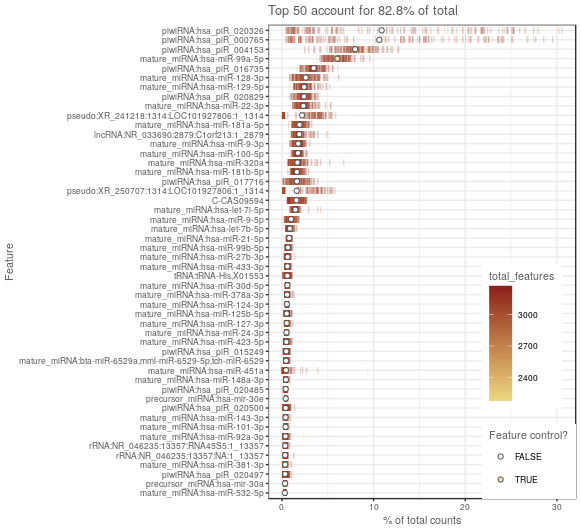 Top 50 account for 82.8% of total
piwiRNA:hsa_piR_020326
piwiRNA:hsa_piR_000765
piwiRNA:hsa_piR_004153
mature_miRNA:hsa-miR-99a-5p
piwiRNA:hsa_piR_016735
mature_miRNA:hsa-miR-128-3p
mature_miRNA:hsa-miR-129-5p
piwiRNA:hsa_piR_020829
mature_miRNA:hsa-miR-22-3p
pseudo:XR_241218:1314:LOC101927806:1_1314
mature_miRNA:hsa-miR-181a-5p
lncRNA:NR_033690:2879:C1orf213:1_2879
mature_miRNA:hsa-miR-9-3p
mature_miRNA:hsa-miR-100-5p
mature_miRNA:hsa-miR-320a
mature_miRNA:hsa-miR-181b-5p
piwiRNA:hsa_piR_017716
pseudo:XR_250707:1314:LOC101927806:1_1314
C-CAS09594
mature_miRNA:hsa-let-7i-5p
mature_miRNA:hsa-miR-9-5p
mature_miRNA:hsa-let-7b-5p
mature_miRNA:hsa-miR-21-5p
mature_miRNA:hsa-miR-99b-5p
mature_miRNA:hsa-miR-27b-3p
mature_miRNA:hsa-miR-433-3p
tRNA:tRNA-His,X01553
mature_miRNA:hsa-miR-30d-5p
mature_miRNA:hsa-miR-378a-3p
mature_miRNA:hsa-miR-124-3p
mature_miRNA:hsa-miR-125b-5p
mature_miRNA:hsa-miR-127-3p
mature_miRNA:hsa-miR-24-3p
mature_miRNA:hsa-miR-423-5p
piwiRNA:hsa_piR_015249
mature_miRNA:bta-miR-6529a,mml-miR-6529-5p,tch-miR-6529
mature_miRNA:hsa-miR-451a
mature_miRNA:hsa-miR-148a-3p
piwiRNA:hsa_piR_020485
precursor_miRNA:hsa-mir-30e
piwiRNA:hsa_piR_020500
mature_miRNA:hsa-miR-143-3p
mature_miRNA:hsa-miR-101-3p
mature_miRNA:hsa-miR-92a-3p
rRNA:NR_046235:13357:RNA45S5:1_13357
rRNA:NR_046235:13357:NA:1_13357
mature_miRNA:hsa-miR-381-3p
piwiRNA:hsa_piR_020497
precursor_miRNA:hsa-mir-30a
mature_miRNA:hsa-miR-532-5p
Feature
0 10 20 30
% of total counts
total_features
3000
2700
2400
Feature control?
FALSE
TRUE